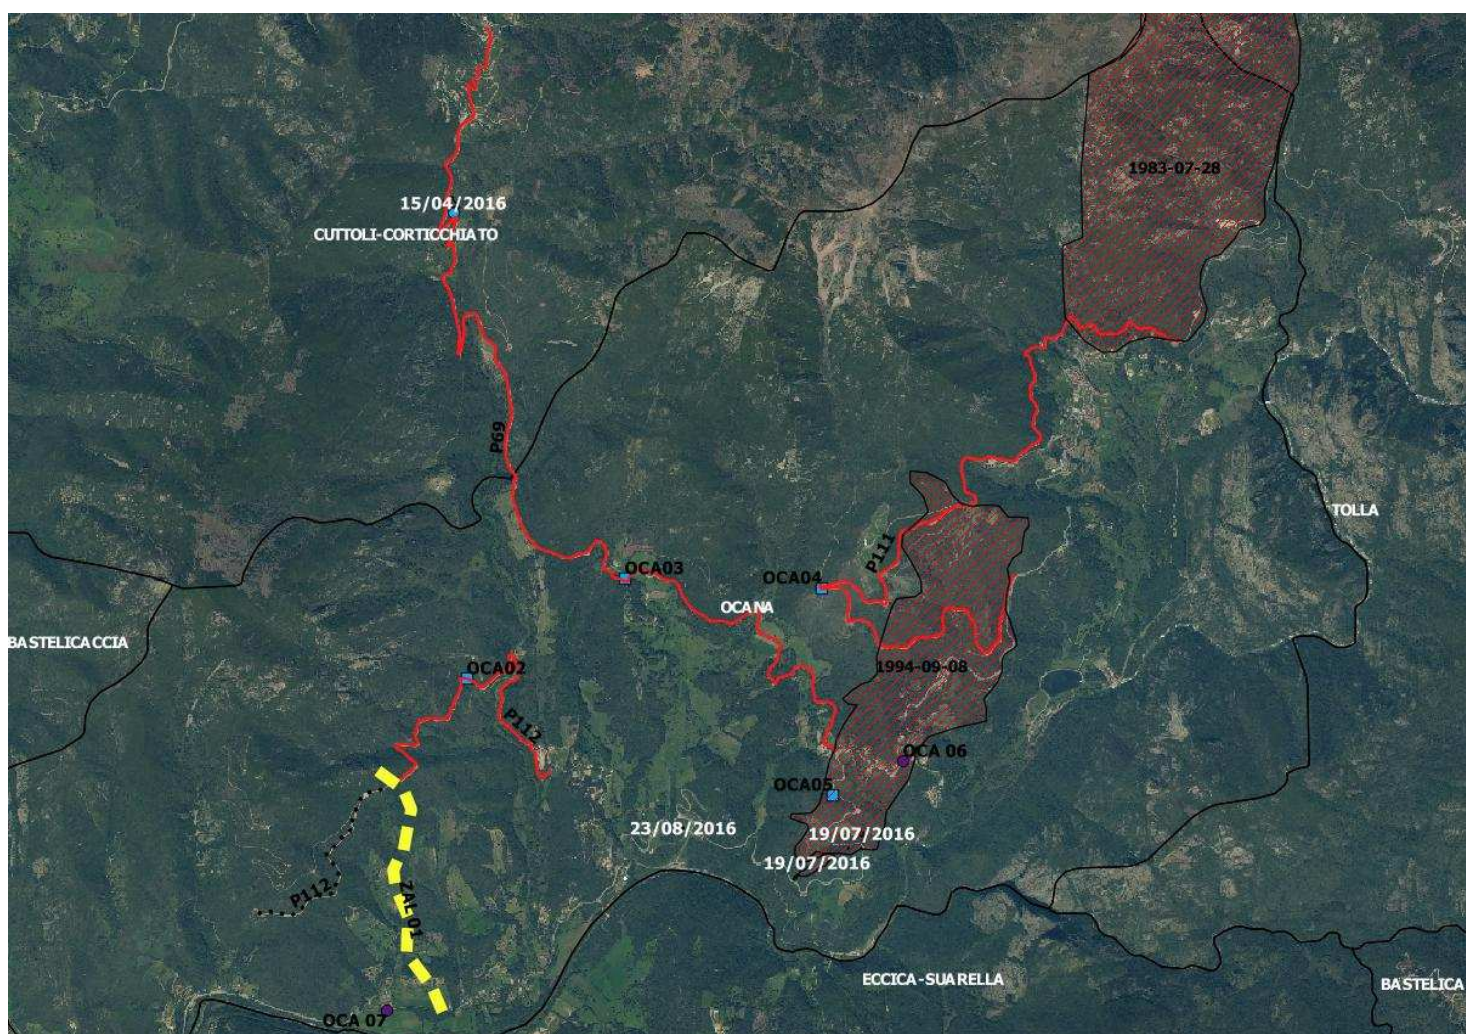 1983-07-28
15/04/2016
CUTTOLI-CORTICCHIATO
P69
TOLLA
P111
OCA03
OCA04
OCANA
BASTELICACCIA
OCA02
1994-09-08
P112
OCA 06
OCA05
23/08/2016
19/07/2016
19/07/2016
P112
ZAL 01
ECCICA-SUARELLA
BASTELICA
OCA 07